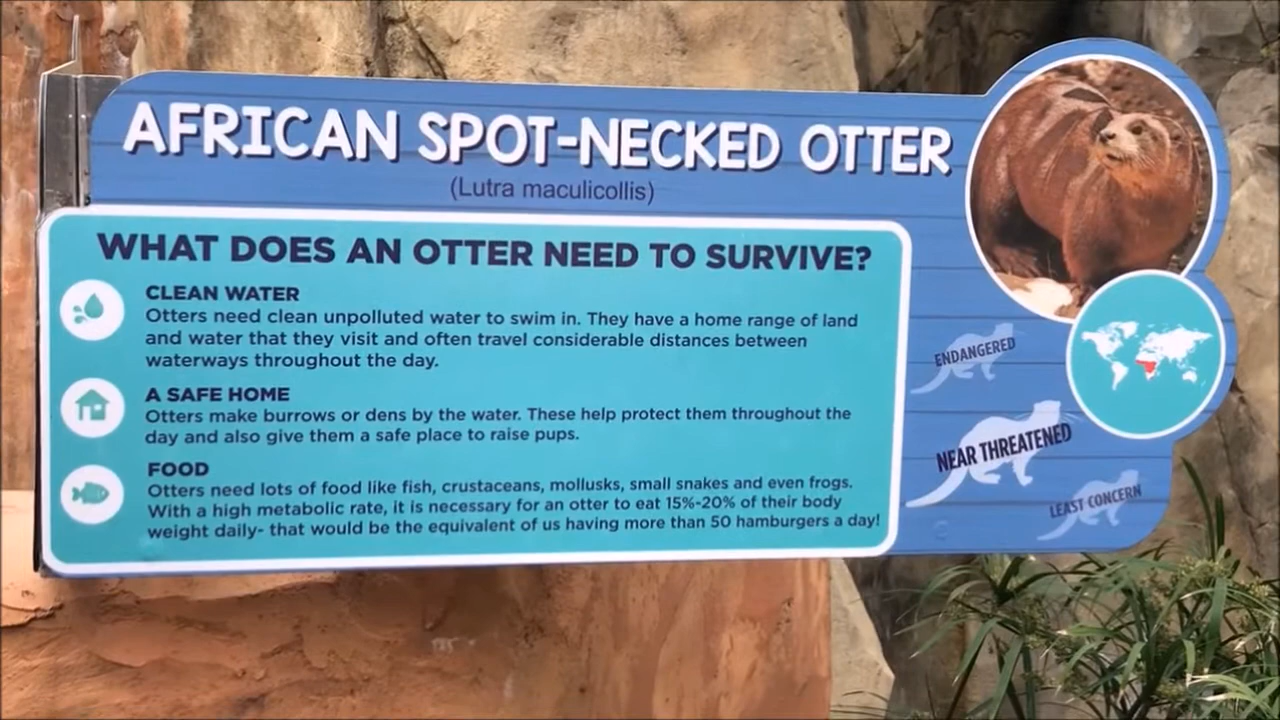 AFRICAN SPOT-NECKED OTTER
(Lutra maculicollis)
WHAT DOES AN OTTER NEED TO SURVIVE?
CLEAN WATER
Otters need clean unpolluted water to swim in. They have a home range of land
and water that they visit and often travel considerable distances between
waterways throughout the day.
A SAFE HOME
Otters make burrows or dens by the water. These help protect them throughout the
day and also give them a safe place to raise pups.
FOOD
Otters need lots of food like fish, crustaceans, mollusks, small snakes and even frogs.
With a high metabolic rate, it is necessary for an otter to eat 15%-20% of their body
weight daily- that would be the equivalent of us having more than 50 hamburgers a day!
ENDANGERED
NEAR THREATENED
LEAST CONCERN